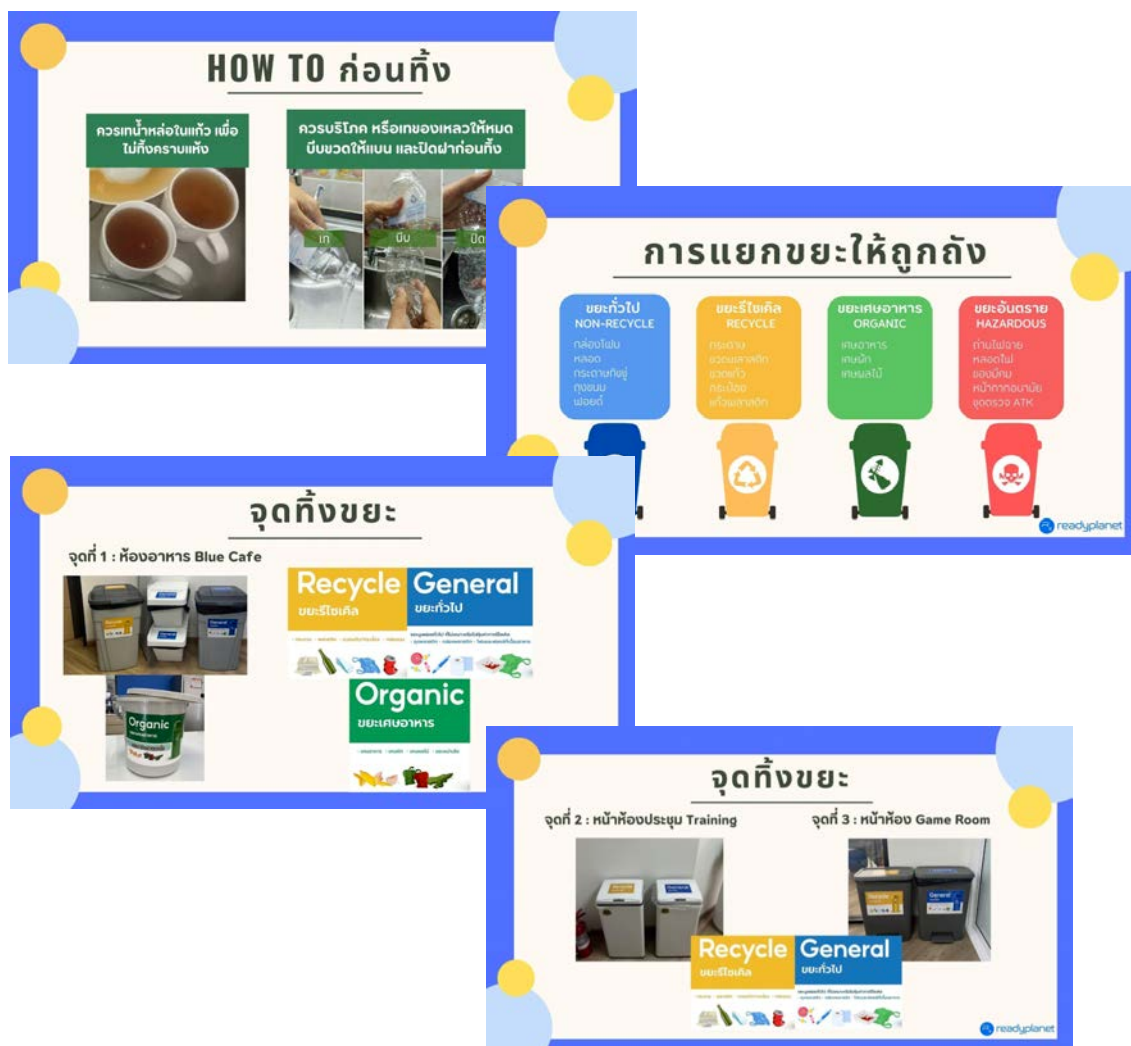 HOW TO ก่อนทิ้ง
ควรเทน้ำหล่อในแก้ว เพื่อ
ไม่ทิ้งคราบแห้ง
ควรบริโภค หรือเทของเหลวให้หมด
บีบขวดให้แบน และปิดฝาก่อนทิ้ง
เท
บีบ
ปิด
การแยกขยะให้ถูกถัง
ขยะทั่วไป
NON-RECYCLE
กล่องโฟม
หลอด
กระดาษทิชชู่
ถุงขนม
ฟอยด์
ขยะรีไซเคิล
RECYCLE
กระดาษ
ขวดพลาสติก
ขวดแก้ว
กระป๋อง
แก้วพลาสติก
ขยะเศษอาหาร
ORGANIC
เศษอาหาร
เศษผัก
เศษผลไม้
ขยะอันตราย
HAZARDOUS
ถ่านไฟฉาย
หลอดไฟ
ของมีคม
หน้ากากอนามัย
ชุดตรวจ ATK
readyplanet
จุดทิ้งขยะ
จุดที่ 1 : ห้องอาหาร Blue Cafe
Recycle
ขยะรีไซเคิล
General
ขยะทั่วไป
Organic
Organic
ขยะเศษอาหาร
จุดทิ้งขยะ
จุดที่ 2 : หน้าห้องประชุม Training
จุดที่ 3 : หน้าห้อง Game Room
Recycle
General
Recycle
ขยะรีไซเคิล
General
ขยะทั่วไป
readyplanet